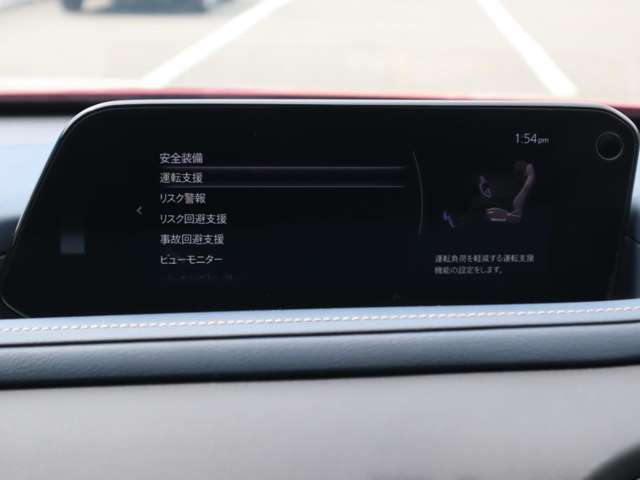 1:54pm
安全装備
運転支援
リスク警報
リスク回避支援
事故回避支援
ビューモニター
運転負荷を軽減する運転支援
機能の設定をします。